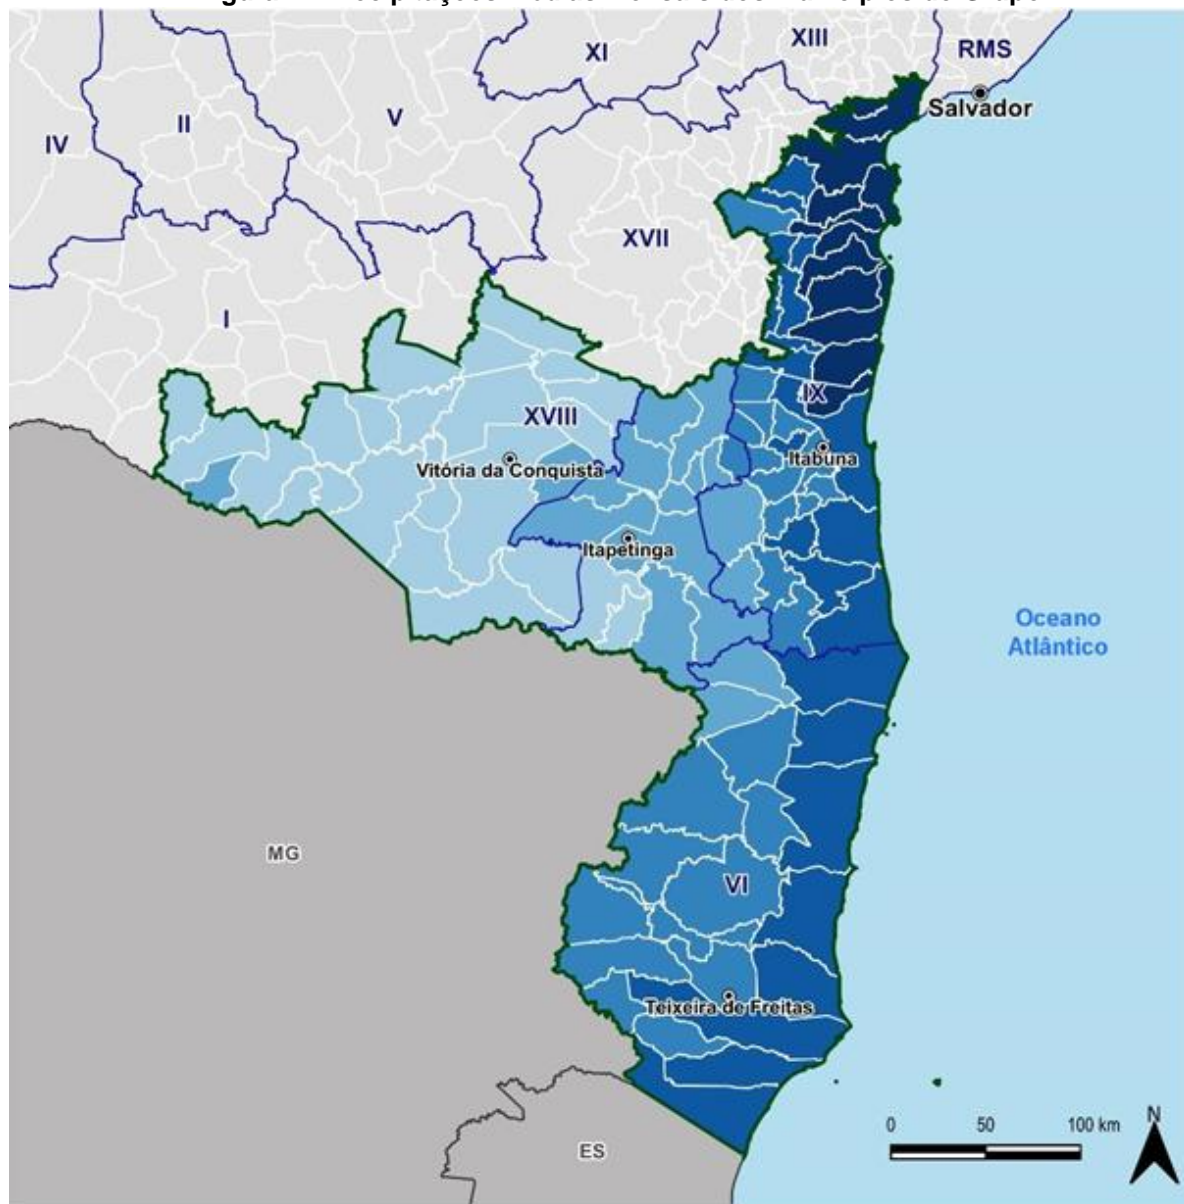 XIII
RMS
XI
Salvador
V
II
IV
XVII
I
IX
XVIII
Vitória da Conquista
Itabuna
Itapetinga
Oceano
Atlântico
MG
VI
Teixeira de Freitas
ES
0 50 100 km
N